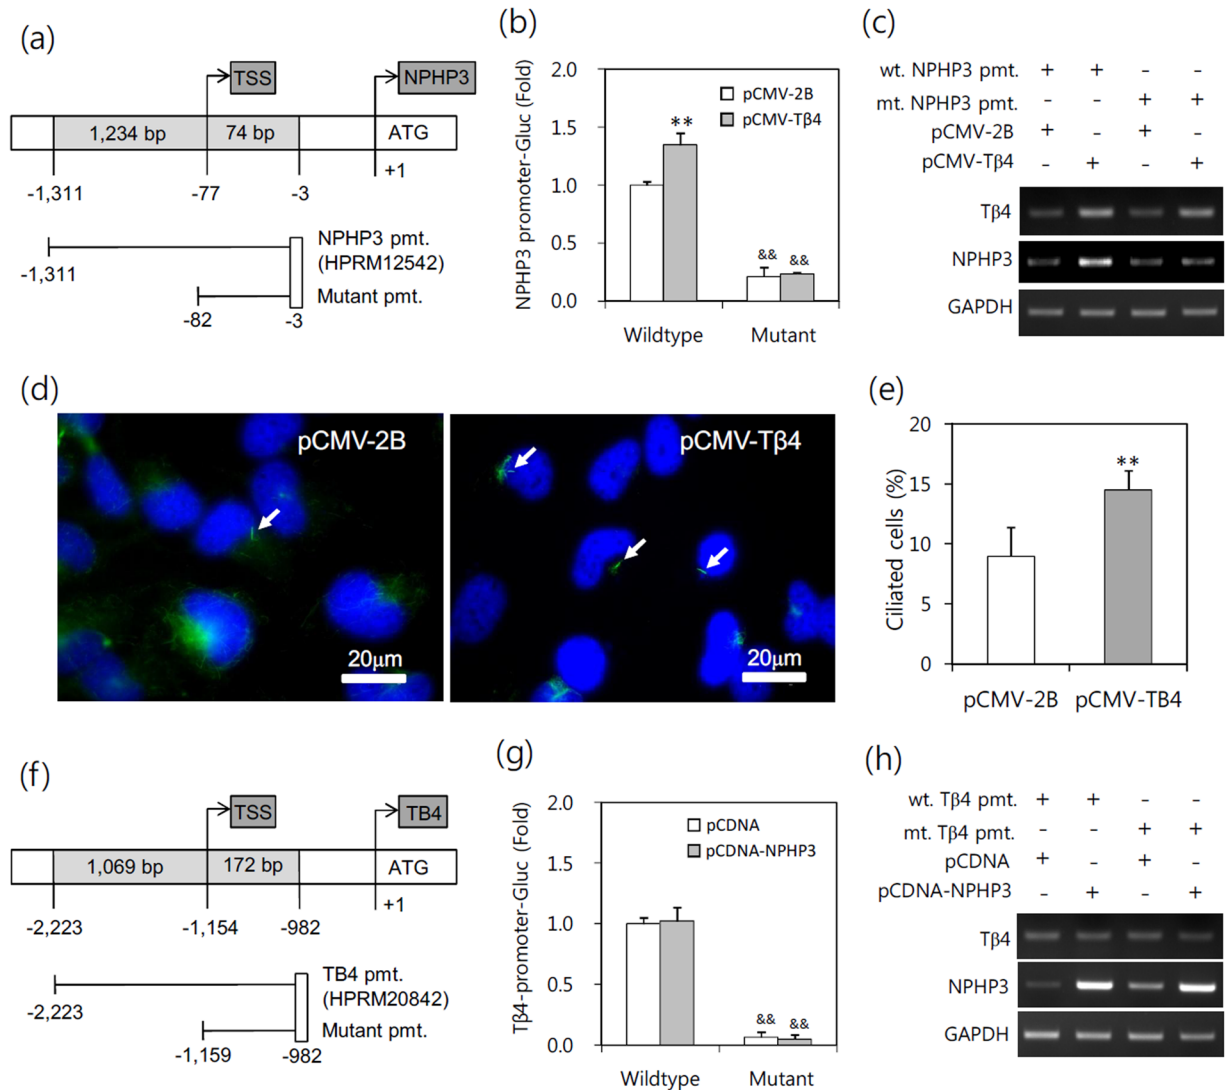 (a)
TSS
NPHP3
1,234 bp
74 bp
ATG
-1,311
-77
-3
+1
NPHP3 pmt.
(HPRM12542)
-1,311
Mutant pmt.
-82
-3
(b)
NPHP3 promoter-Gluc (Fold)
2.0
1.5
1.0
0.5
0.0
pCMV-2B
pCMV-Tβ4
**
&&
&&
Wildtype
Mutant
(c)
wt. NPHP3 pmt. + + - -
mt. NPHP3 pmt. - - + +
pCMV-2B + - + -
pCMV-Tβ4 - + - +
Tβ4
NPHP3
GAPDH
(d)
pCMV-2B
20μm
pCMV-Tβ4
20μm
(e)
Ciliated cells (%)
20
15
10
5
0
**
pCMV-2B
pCMV-TB4
(f)
TSS
TB4
1,069 bp
172 bp
ATG
-2,223
-1,154
-982
+1
TB4 pmt.
(HPRM20842)
-2,223
Mutant pmt.
-1,159
-982
(g)
Tβ4-promoter-Gluc (Fold)
2.0
1.5
1.0
0.5
0.0
pCDNA
pCDNA-NPHP3
&&
&&
Wildtype
Mutant
(h)
wt. Tβ4 pmt. + + - -
mt. Tβ4 pmt. - - + +
pCDNA + - + -
pCDNA-NPHP3 - + - +
Tβ4
NPHP3
GAPDH